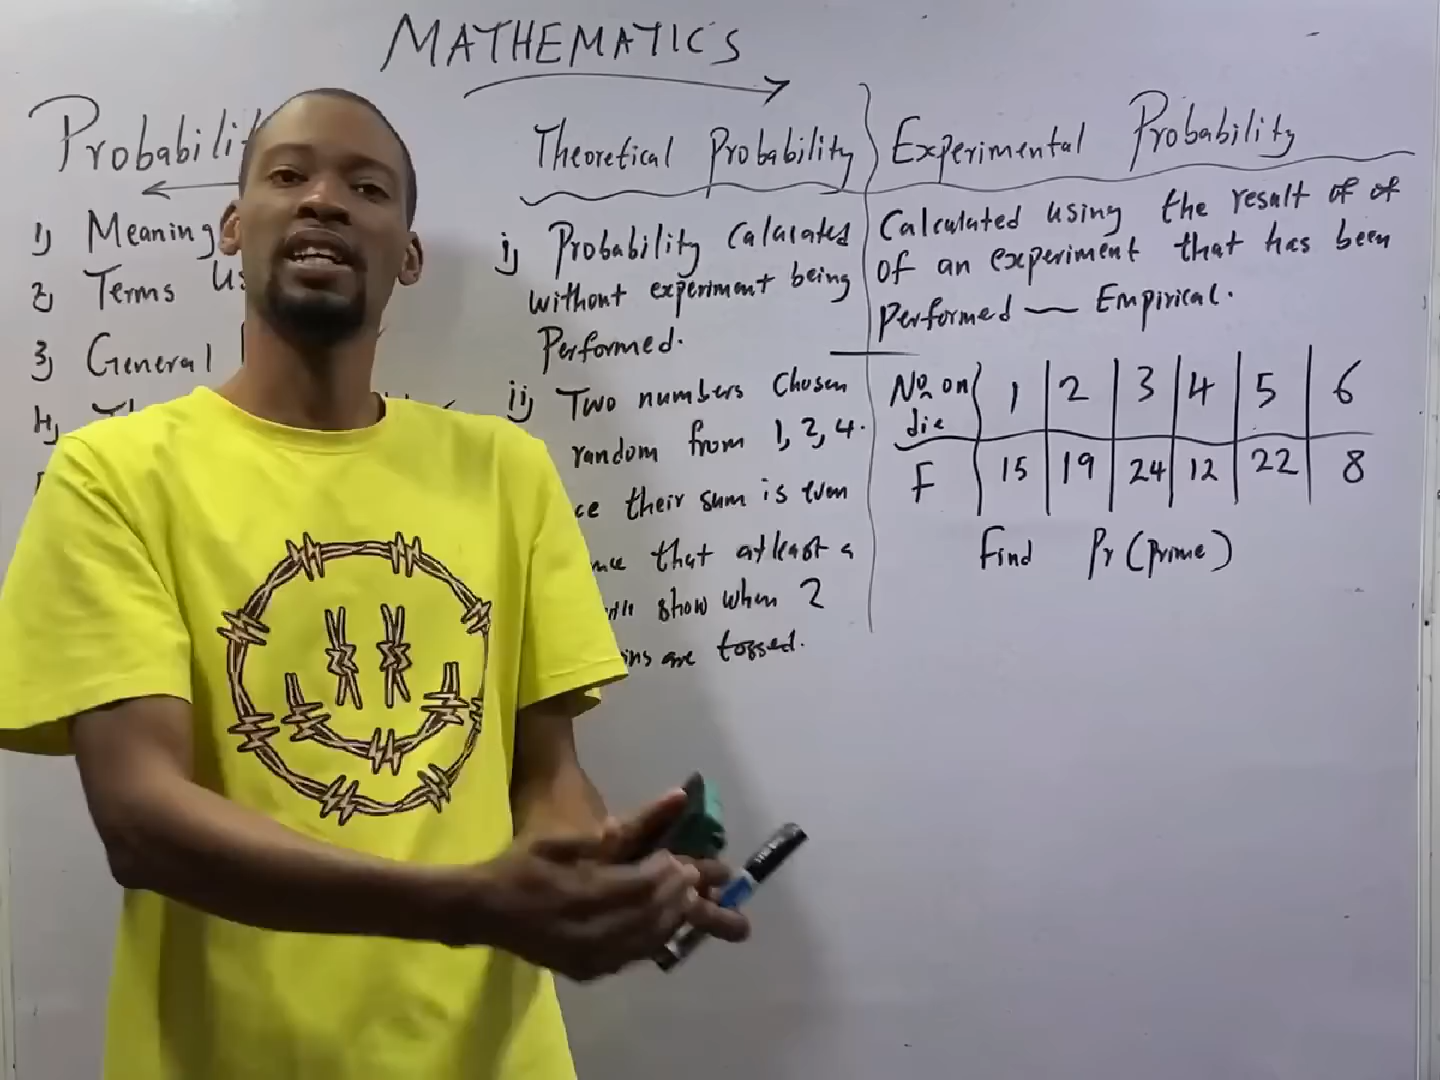 MATHEMATICS
Probabilit
1) Meaning
2) Terms Us
3) General
4)
Theoretical Probability
i) Probability Calculated
without experiment being
Performed.
ii) Two numbers Chosen
random from 1, 2, 4.
ce their sum is even
nce that atleast a
show when 2
ins are tossed.
Experimental Probability
Calculated using the result of of
of an experiment that has been
Performed — Empirical.
No on die 1 2 3 4 5 6
F 15 19 24 12 22 8
Find Pr (prime)